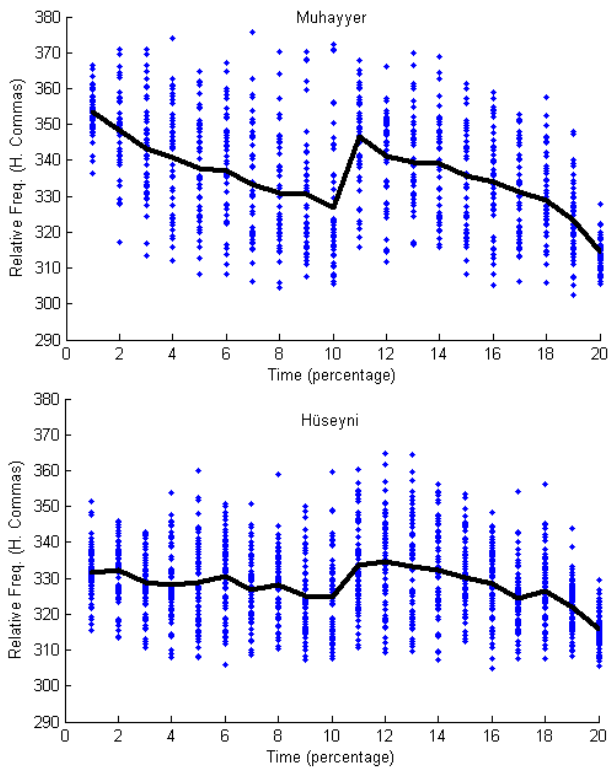 Muhayyer
380
370
360
350
340
330
320
310
300
290
Relative Freq. (H. Commas)
0 2 4 6 8 10 12 14 16 18 20
Time (percentage)
Hüseyni
380
370
360
350
340
330
320
310
300
290
Relative Freq. (H. Commas)
0 2 4 6 8 10 12 14 16 18 20
Time (percentage)